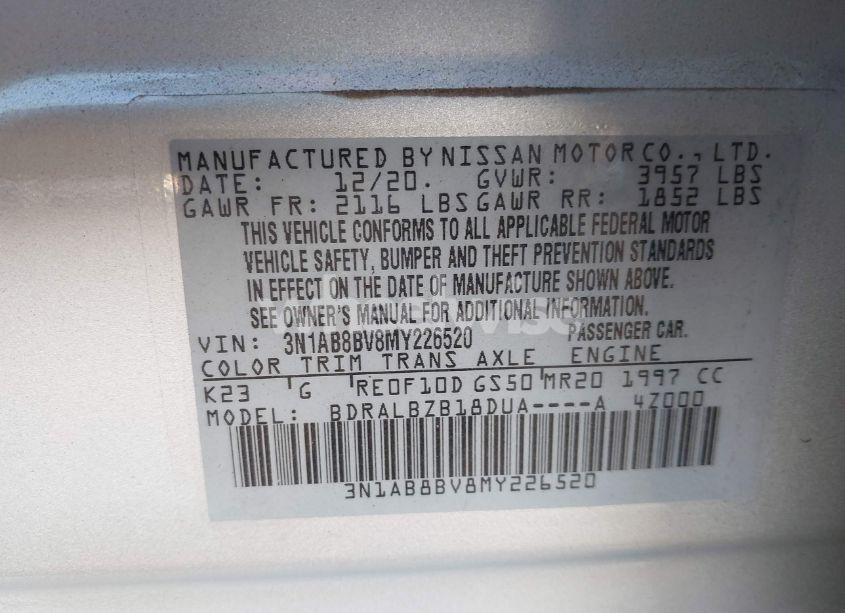 MANUFACTURED BY NISSAN MOTOR CO., LTD.
DATE: 12/20. GVWR: 3957 LBS
GAWR FR: 2116 LBS GAWR RR: 1852 LBS
THIS VEHICLE CONFORMS TO ALL APPLICABLE FEDERAL MOTOR
VEHICLE SAFETY, BUMPER AND THEFT PREVENTION STANDARDS
IN EFFECT ON THE DATE OF MANUFACTURE SHOWN ABOVE.
SEE OWNER'S MANUAL FOR ADDITIONAL INFORMATION.
VIN: 3N1AB8BV8MY226520 PASSENGER CAR.
COLOR TRIM TRANS AXLE ENGINE
K23 G RE0F10D GS50 MR20 1997 CC
MODEL: BDRALBZB18DUA----A 4Z000
3N1AB8BV8MY226520